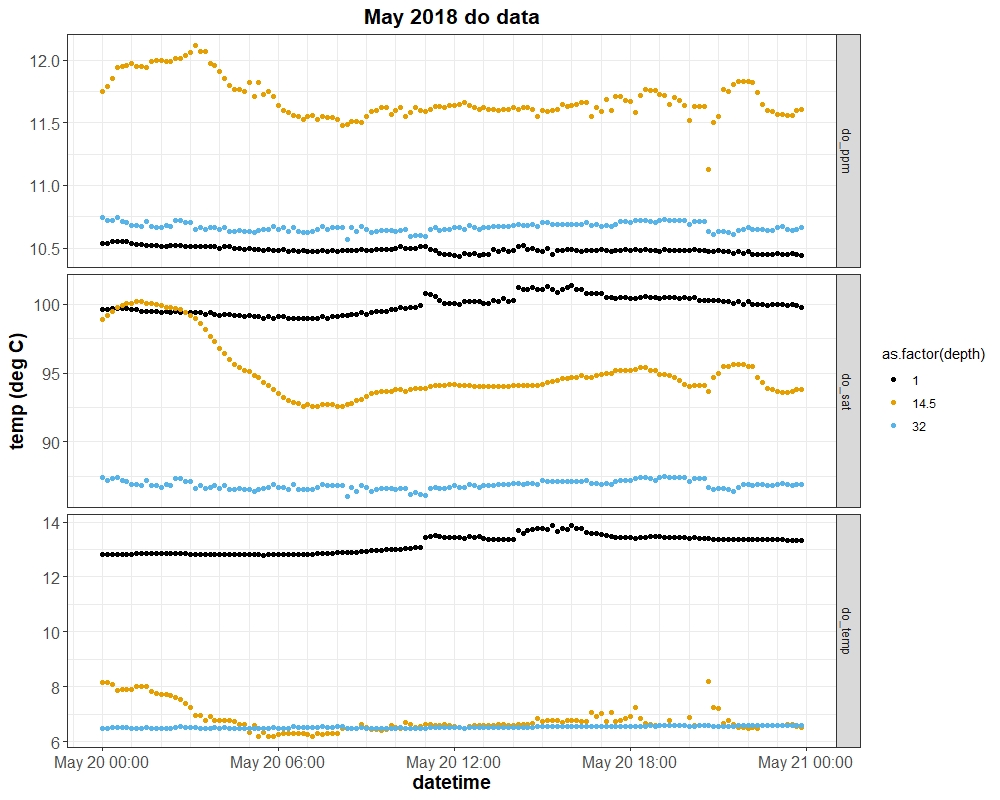 May 2018 do data
12.0
11.5
11.0
10.5
do_ppm
100
95
90
do_sat
14
12
10
8
6
do_temp
temp (deg C)
May 20 00:00 May 20 06:00 May 20 12:00 May 20 18:00 May 21 00:00
datetime
as.factor(depth)
1
14.5
32